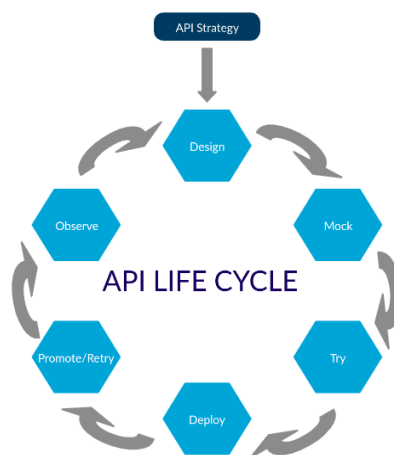 API Strategy
Design
Observe
Mock
API LIFE CYCLE
Promote/Retry
Try
Deploy